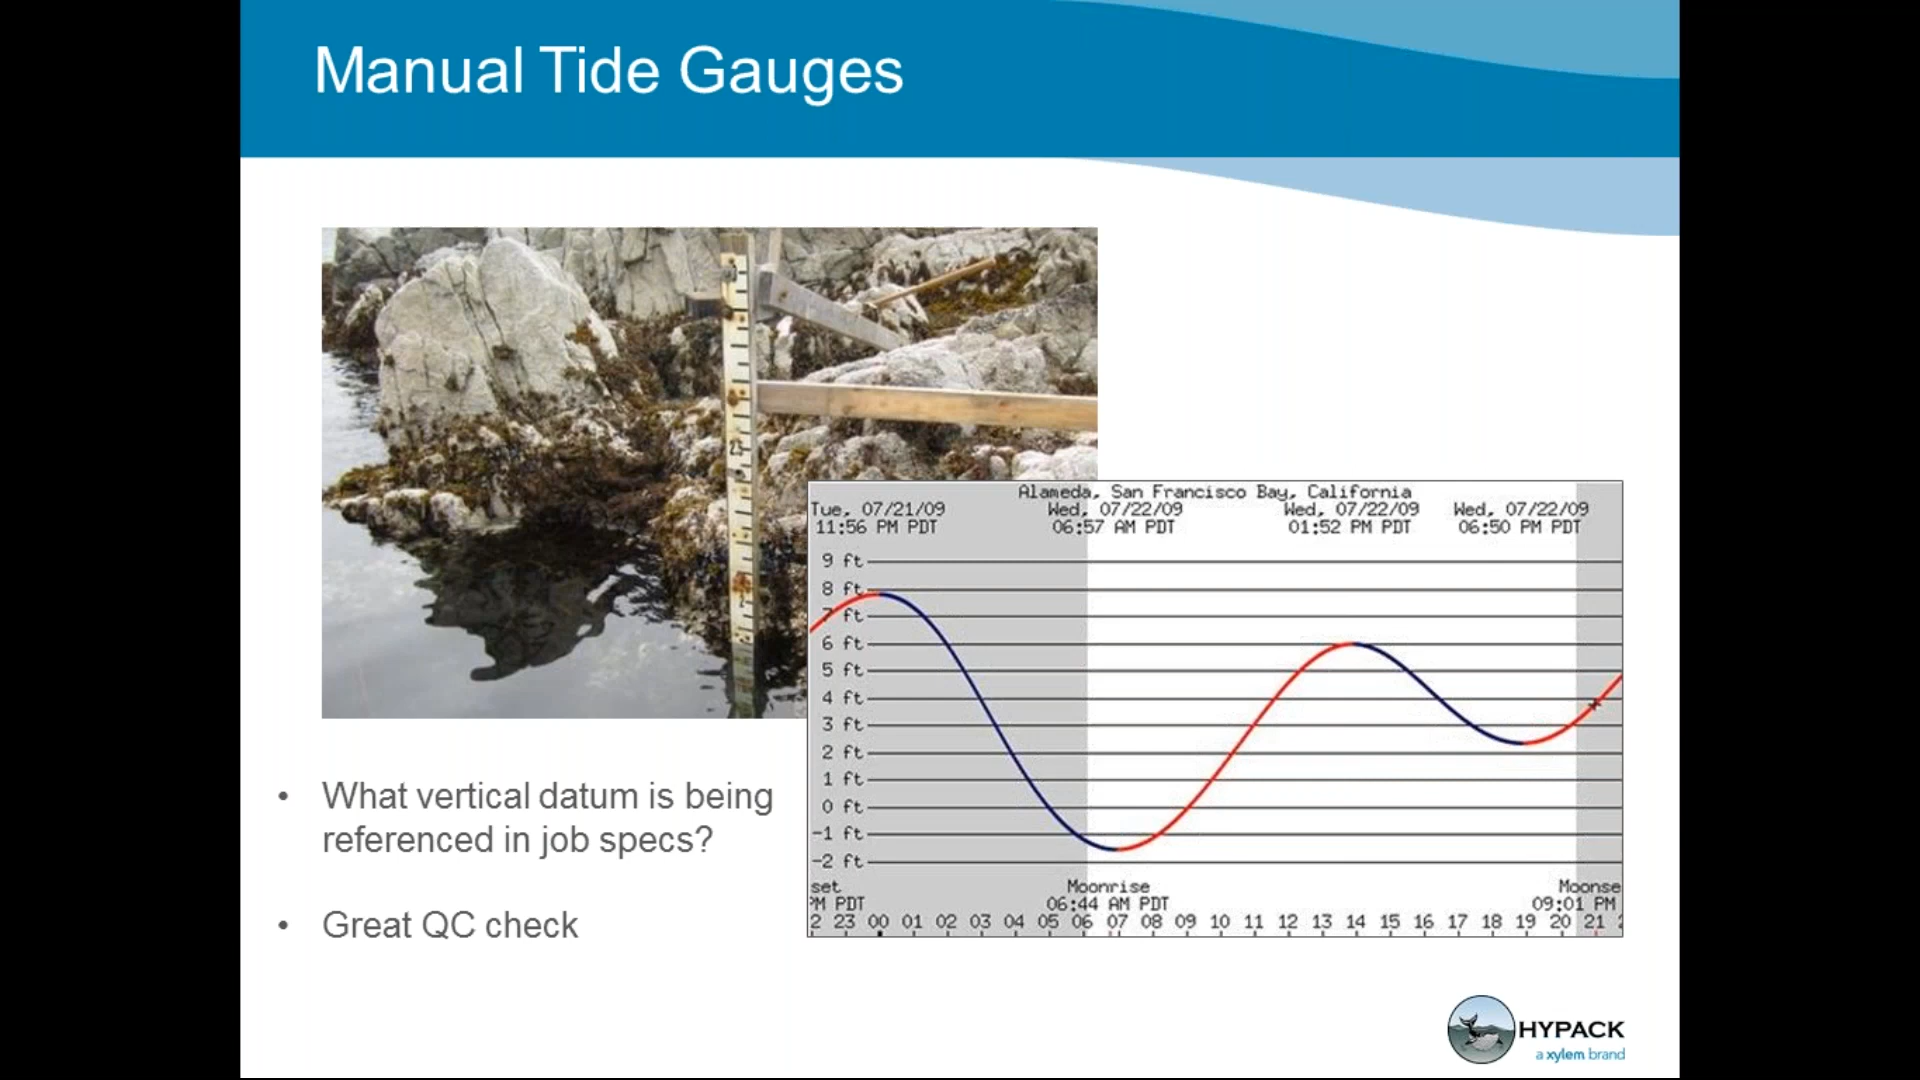 Manual Tide Gauges
Alameda, San Francisco Bay, California
Tue, 07/21/09 Wed, 07/22/09 Wed, 07/22/09 Wed, 07/22/09
11:56 PM PDT 06:57 AM PDT 01:52 PM PDT 06:50 PM PDT
9 ft
8 ft
7 ft
6 ft
5 ft
4 ft
3 ft
2 ft
1 ft
0 ft
-1 ft
-2 ft
set Moonrise Moonse
PM PDT 06:44 AM PDT 09:01 PM
2 23 00 01 02 03 04 05 06 07 08 09 10 11 12 13 14 15 16 17 18 19 20 21
• What vertical datum is being
referenced in job specs?
• Great QC check
HYPACK
a xylem brand